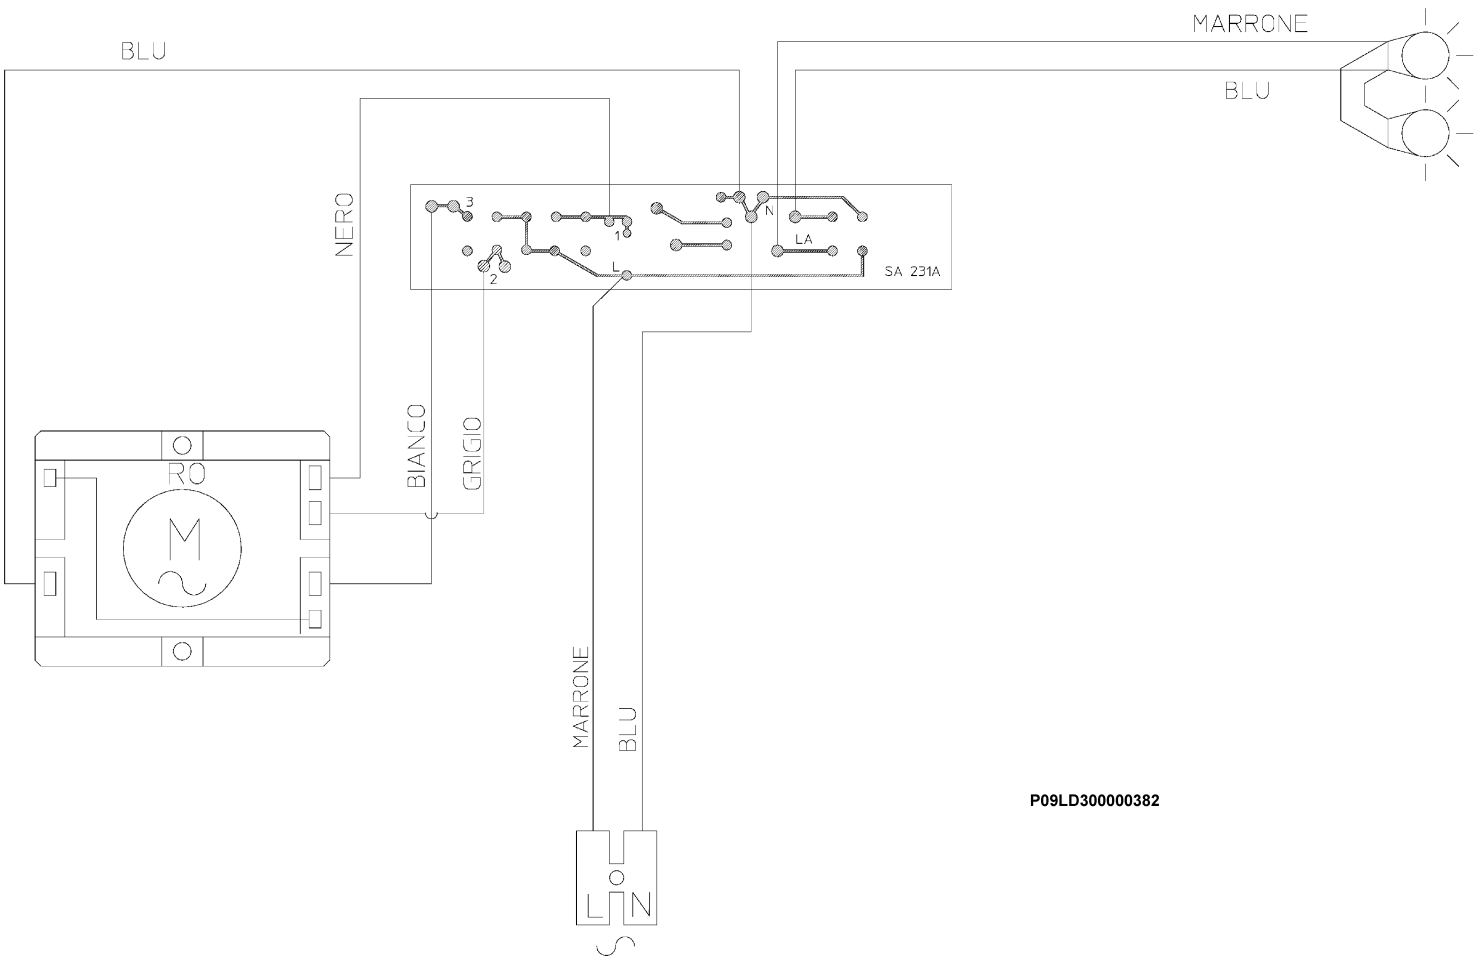 MARRONE
BLU
BLU
NERO
3
N
1
LA
L
SA 231A
2
BIANCO
GRIGIO
RO
M
MARRONE
BLU
P09LD300000382
L N